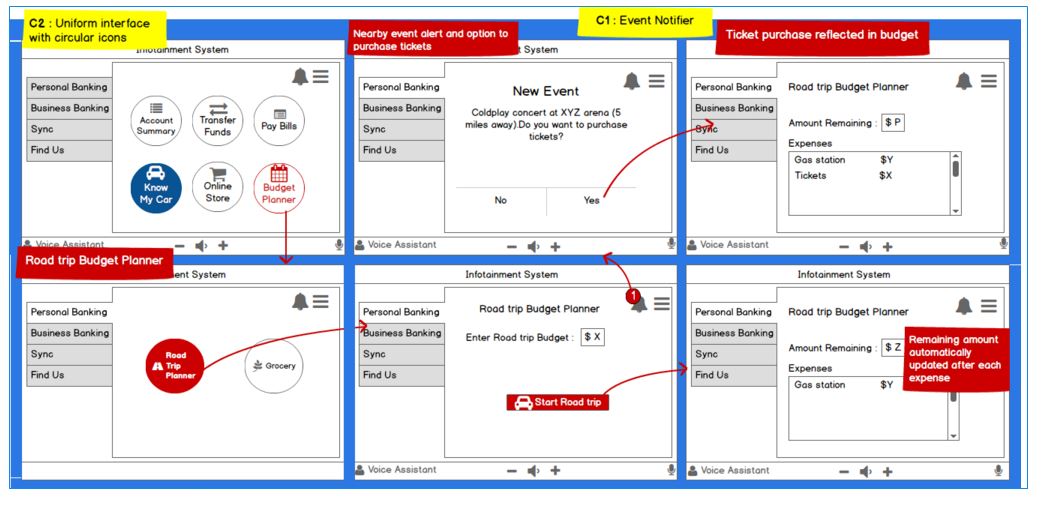 C2 : Uniform interface
with circular icons
C1 : Event Notifier
Infotainment System
Personal Banking
Business Banking
Sync
Find Us
Account
Summary
Transfer
Funds
Pay Bills
Know
My Car
Online
Store
Budget
Planner
Voice Assistant
Nearby event alert and option to
purchase tickets
t System
Personal Banking
Business Banking
Sync
Find Us
New Event
Coldplay concert at XYZ arena (5
miles away).Do you want to purchase
tickets?
No
Yes
Voice Assistant
Ticket purchase reflected in budget
Personal Banking
Business Banking
Sync
Find Us
Road trip Budget Planner
Amount Remaining : $ P
Expenses
Gas station $Y
Tickets $X
Voice Assistant
Road trip Budget Planner
ent System
Personal Banking
Business Banking
Sync
Find Us
Road
Trip
Planner
Grocery
Infotainment System
Personal Banking
Business Banking
Sync
Find Us
1
Road trip Budget Planner
Enter Road trip Budget : $ X
Start Road trip
Voice Assistant
Infotainment System
Personal Banking
Business Banking
Sync
Find Us
Road trip Budget Planner
Amount Remaining : $ Z
Expenses
Gas station $Y
Remaining amount
automatically
updated after each
expense
Voice Assistant